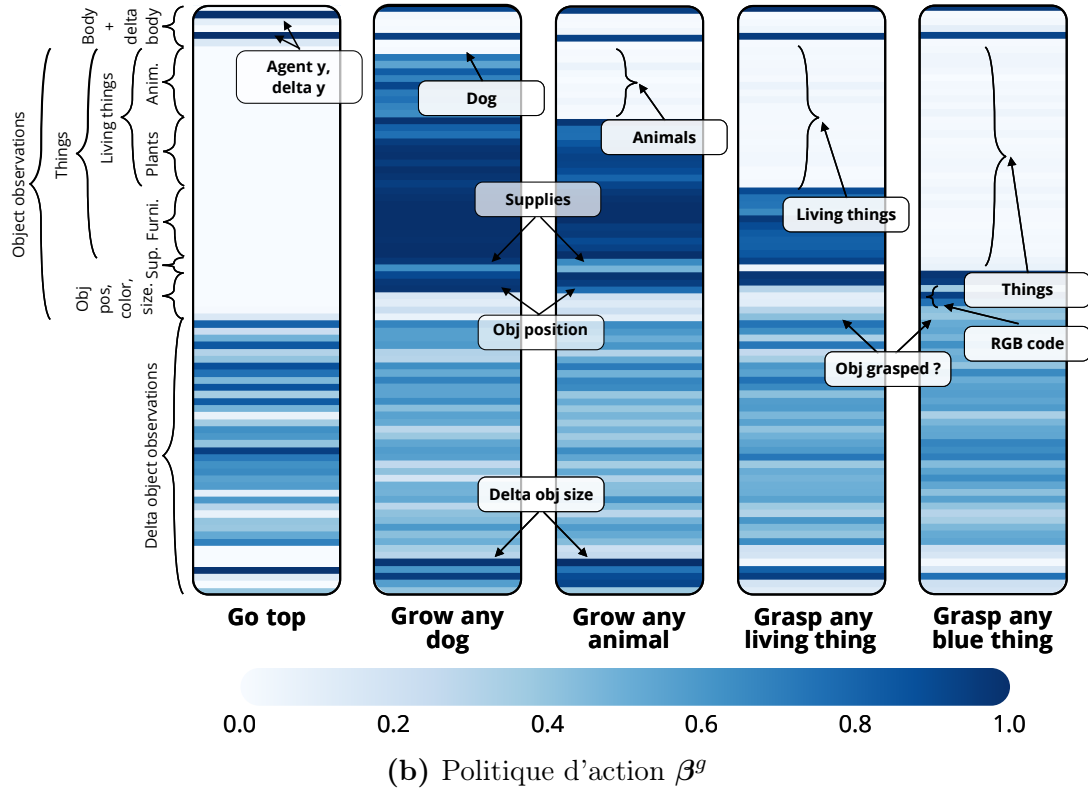 Body
+
delta
body
Object observations
Things
Living things
Anim.
Plants
Furni.
Sup.
Obj
pos,
color,
size.
Delta object observations
Agent y,
delta y
Dog
Animals
Supplies
Living things
Obj position
Things
RGB code
Obj grasped ?
Delta obj size
Go top
Grow any
dog
Grow any
animal
Grasp any
living thing
Grasp any
blue thing
0.0
0.2
0.4
0.6
0.8
1.0
(b) Politique d'action βᵍ